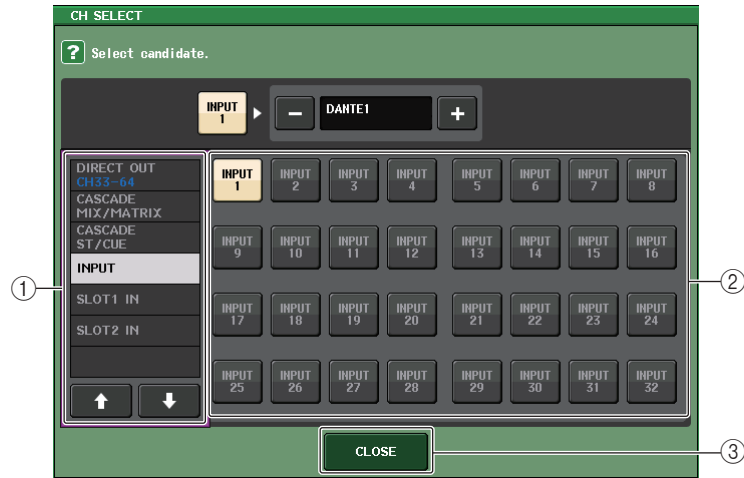 CH SELECT
? Select candidate.
INPUT
1
−
DANTE1
+
DIRECT OUT
CH33-64
CASCADE
MIX/MATRIX
CASCADE
ST/CUE
INPUT
SLOT1 IN
SLOT2 IN
INPUT 1
INPUT 2
INPUT 3
INPUT 4
INPUT 5
INPUT 6
INPUT 7
INPUT 8
INPUT 9
INPUT 10
INPUT 11
INPUT 12
INPUT 13
INPUT 14
INPUT 15
INPUT 16
INPUT 17
INPUT 18
INPUT 19
INPUT 20
INPUT 21
INPUT 22
INPUT 23
INPUT 24
INPUT 25
INPUT 26
INPUT 27
INPUT 28
INPUT 29
INPUT 30
INPUT 31
INPUT 32
CLOSE
1
2
3